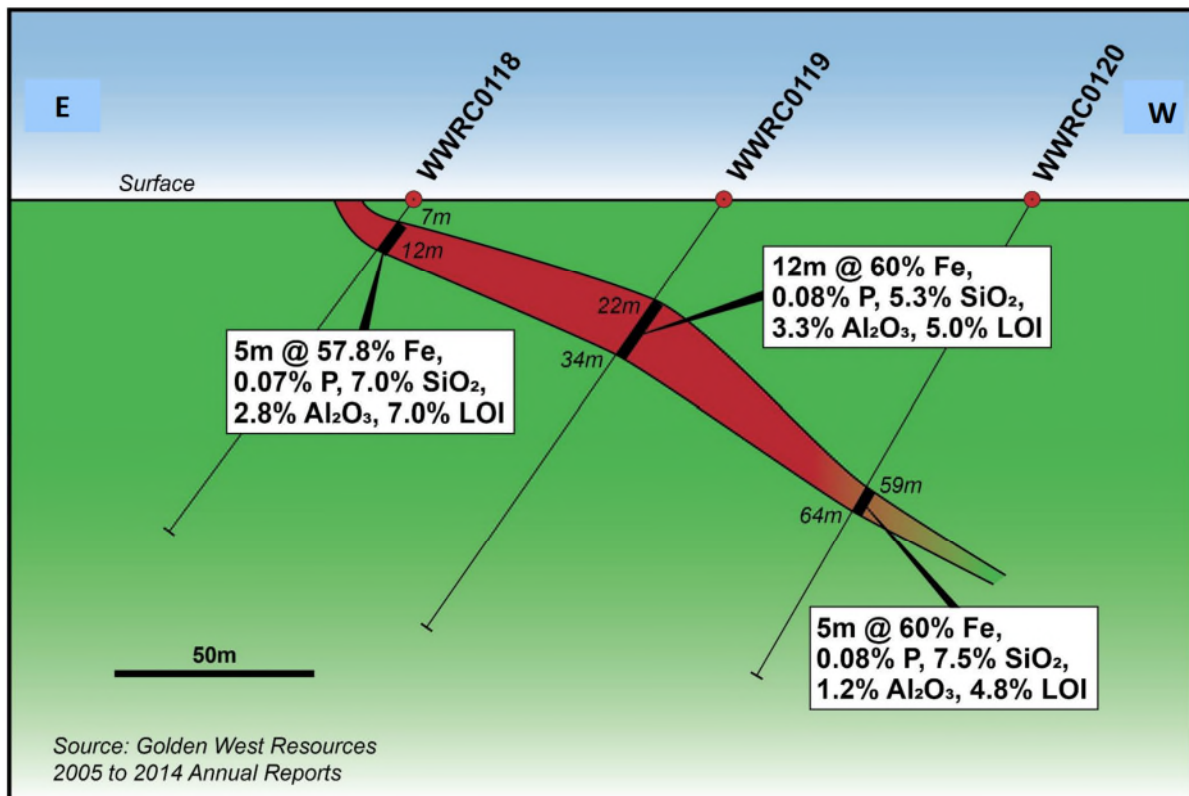 E
WWRC0118
WWRC0119
WWRC0120
W
Surface
7m
12m
22m
34m
12m @ 60% Fe,
0.08% P, 5.3% SiO₂,
3.3% Al₂O₃, 5.0% LOI
5m @ 57.8% Fe,
0.07% P, 7.0% SiO₂,
2.8% Al₂O₃, 7.0% LOI
59m
64m
5m @ 60% Fe,
0.08% P, 7.5% SiO₂,
1.2% Al₂O₃, 4.8% LOI
50m
Source: Golden West Resources
2005 to 2014 Annual Reports